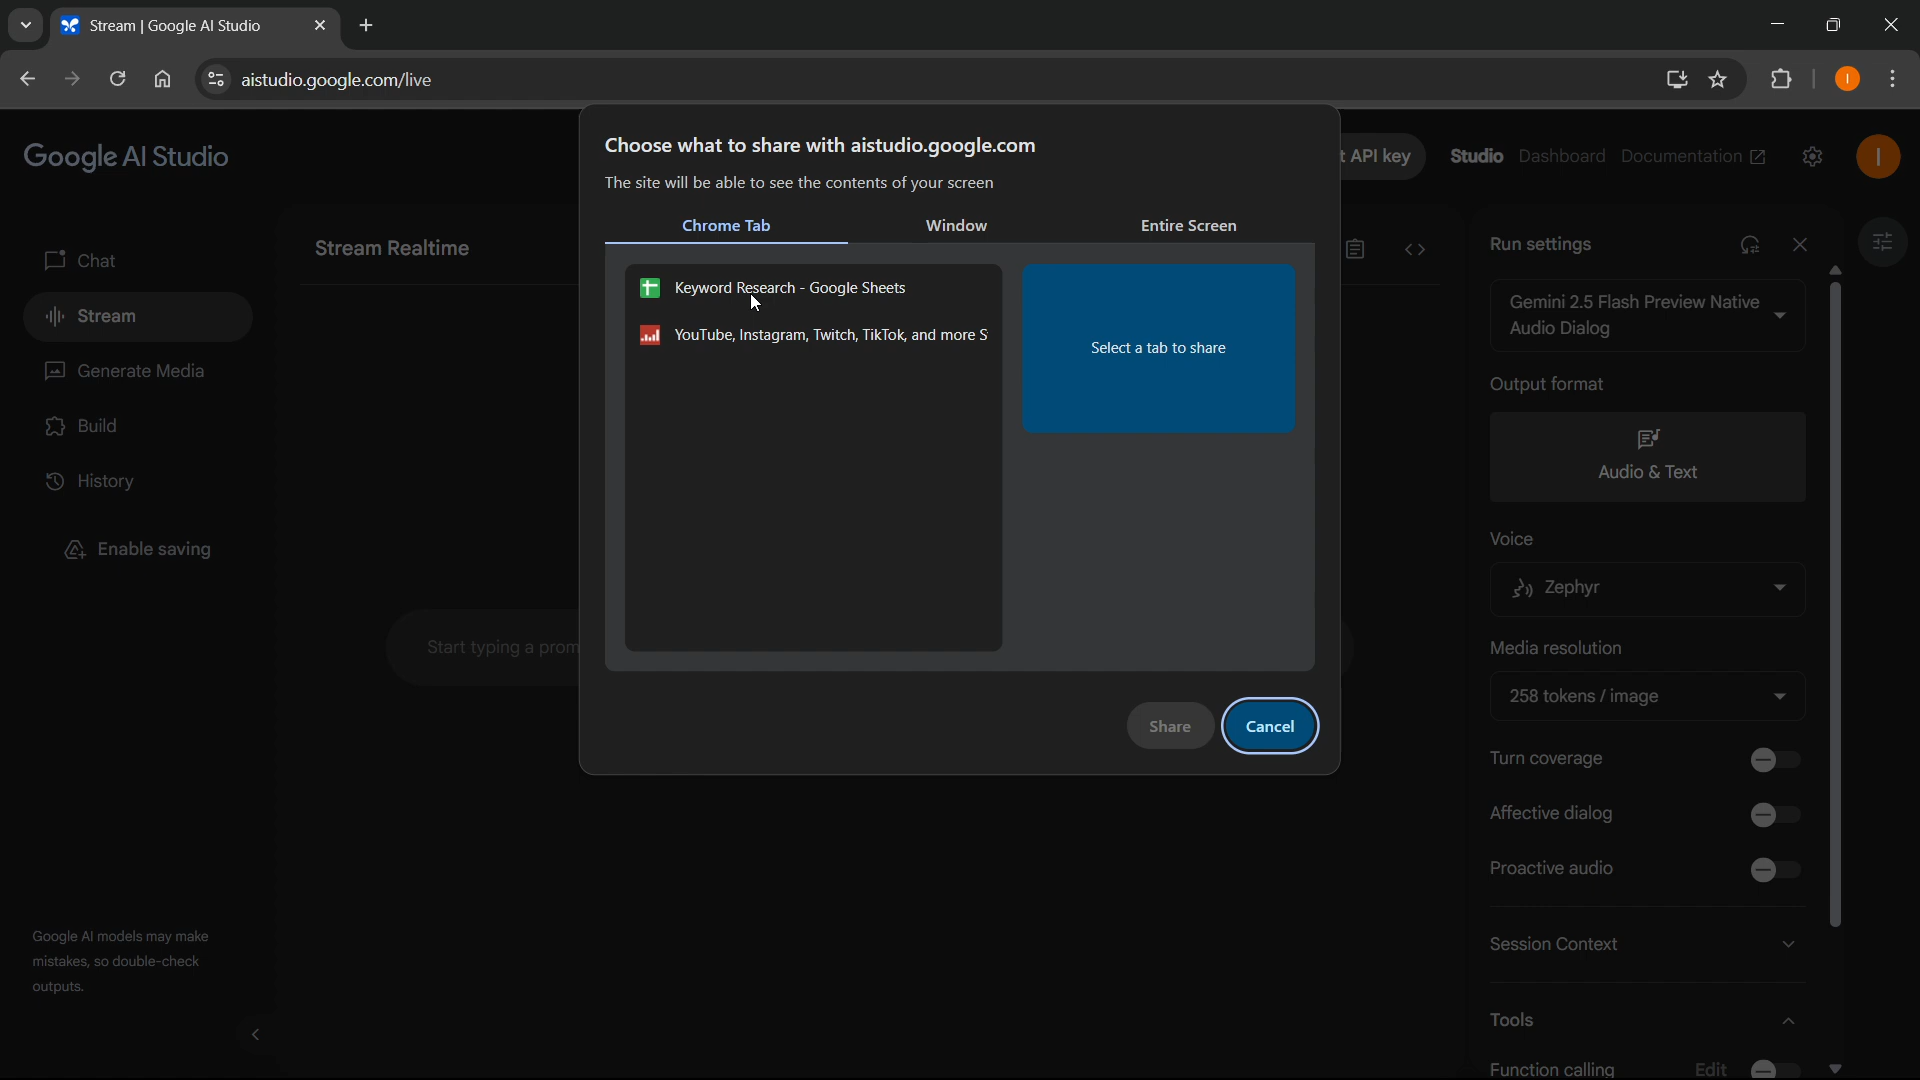 Stream | Google AI Studio
aistudio.google.com/live
Google AI Studio
t API key
Studio
Dashboard
Documentation
I
I
Chat
Stream
Generate Media
Build
History
Enable saving
Google AI models may make
mistakes, so double-check
outputs.
Stream Realtime
Start typing a prom
Choose what to share with aistudio.google.com
The site will be able to see the contents of your screen
Chrome Tab
Window
Entire Screen
Keyword Research - Google Sheets
YouTube, Instagram, Twitch, TikTok, and more S
Select a tab to share
Share
Cancel
Run settings
Gemini 2.5 Flash Preview Native
Audio Dialog
Output format
Audio & Text
Voice
Zephyr
Media resolution
258 tokens / image
Turn coverage
Affective dialog
Proactive audio
Session Context
Tools
Function calling
Edit